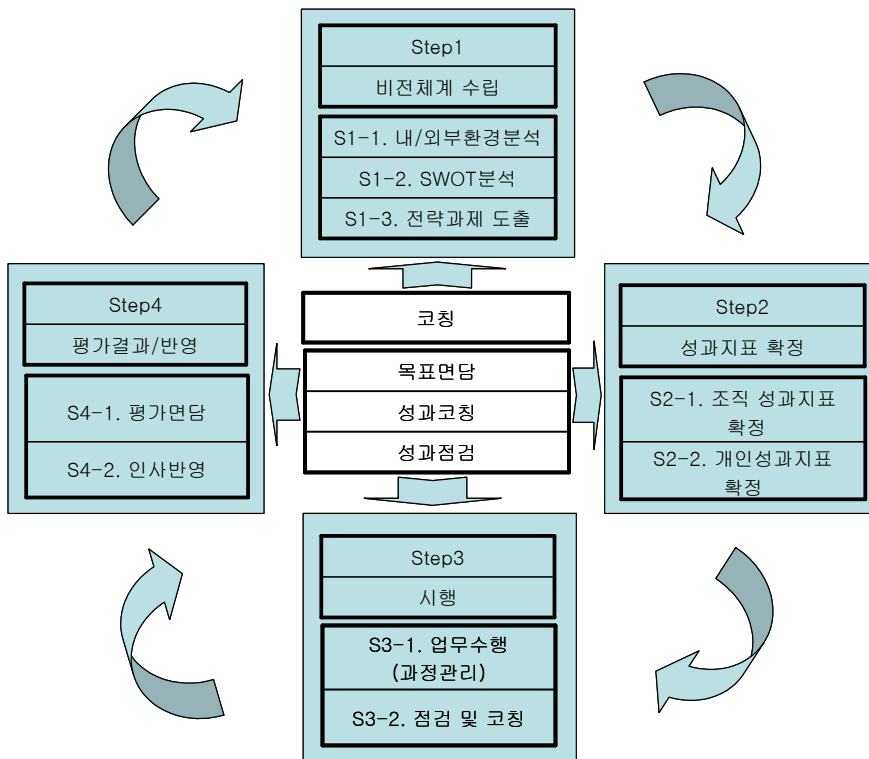 Step1
비전체계 수립
S1-1. 내/외부환경분석
S1-2. SWOT분석
S1-3. 전략과제 도출
Step4
평가결과/반영
S4-1. 평가면담
S4-2. 인사반영
코칭
목표면담
성과코칭
성과점검
Step2
성과지표 확정
S2-1. 조직 성과지표
확정
S2-2. 개인성과지표
확정
Step3
시행
S3-1. 업무수행
(과정관리)
S3-2. 점검 및 코칭